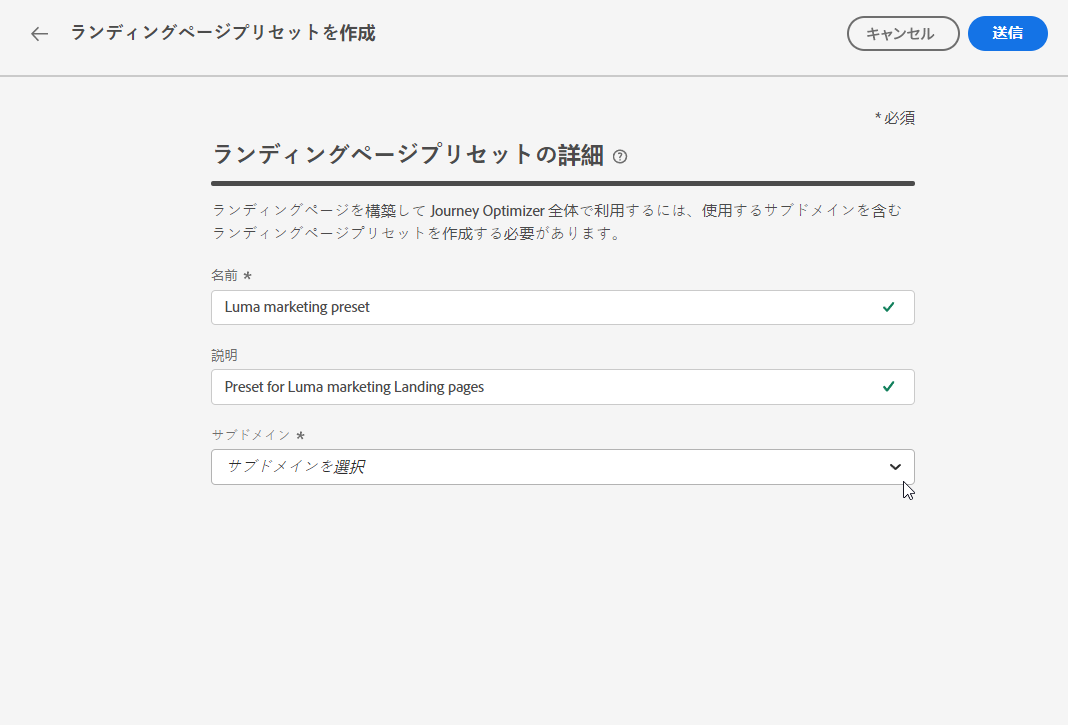 ランディングページプリセットを作成
キャンセル
送信
*必須
ランディングページプリセットの詳細
ランディングページを構築して Journey Optimizer 全体で利用するには、使用するサブドメインを含む
ランディングページプリセットを作成する必要があります。
名前 *
Luma marketing preset
説明
Preset for Luma marketing Landing pages
サブドメイン *
サブドメインを選択